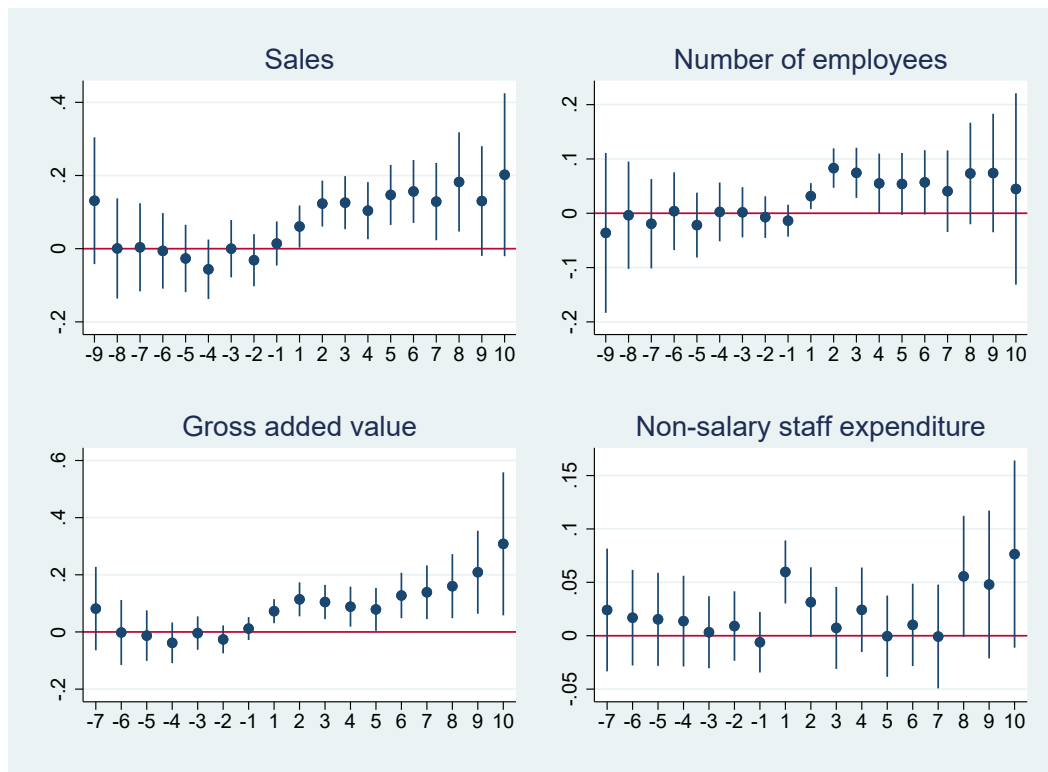 Sales
.4
.2
0
-.2
-9 -8 -7 -6 -5 -4 -3 -2 -1 1 2 3 4 5 6 7 8 9 10
Number of employees
.2
.1
0
-.1
-.2
-9 -8 -7 -6 -5 -4 -3 -2 -1 1 2 3 4 5 6 7 8 9 10
Gross added value
.6
.4
.2
0
-.2
-7 -6 -5 -4 -3 -2 -1 1 2 3 4 5 6 7 8 9 10
Non-salary staff expenditure
.15
.1
.05
0
-.05
-7 -6 -5 -4 -3 -2 -1 1 2 3 4 5 6 7 8 9 10